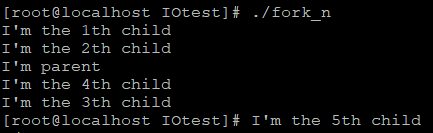 [root@localhost IOtest]# ./fork_n
I'm the 1th child
I'm the 2th child
I'm parent
I'm the 4th child
I'm the 3th child
[root@localhost IOtest]# I'm the 5th child